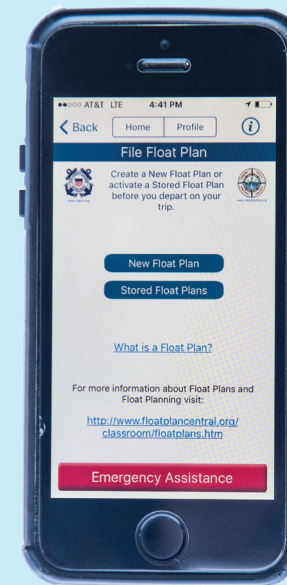 AT&T LTE 4:41 PM
Back Home Profile i
File Float Plan
Create a New Float Plan or
activate a Stored Float Plan
before you depart on your
trip.
New Float Plan
Stored Float Plans
What is a Float Plan?
For more information about Float Plans and
Float Planning visit:
http://www.floatplancentral.org/
classroom/floatplans.htm
Emergency Assistance